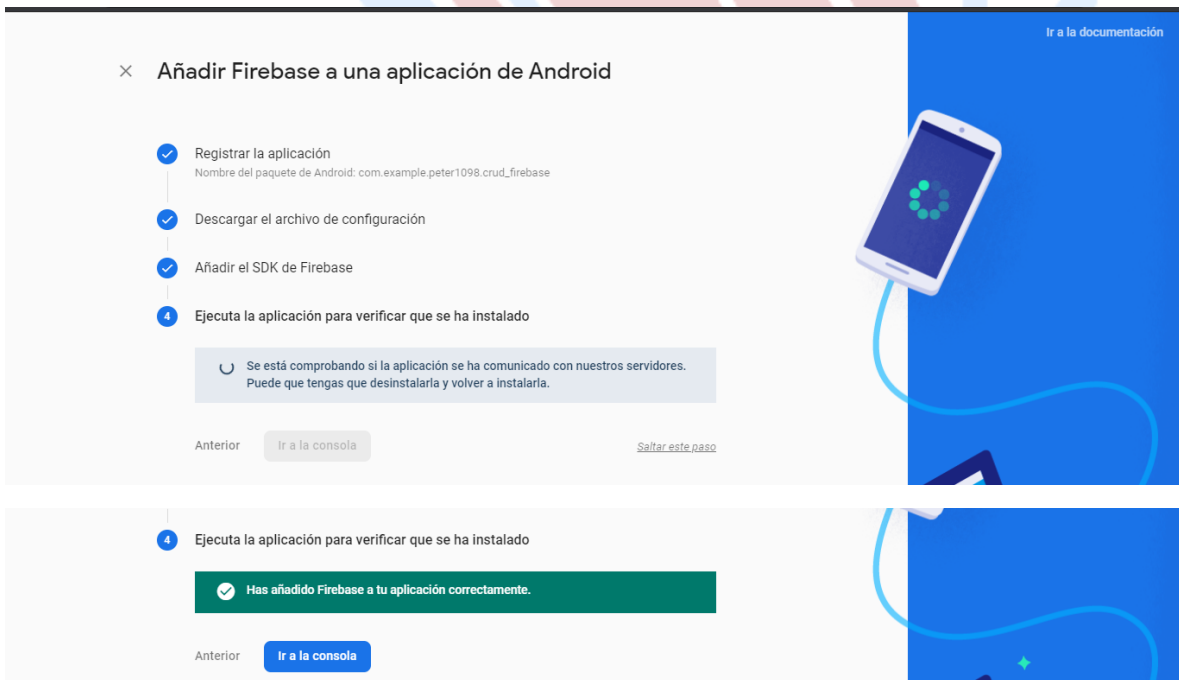 Ir a la documentación
Añadir Firebase a una aplicación de Android
Registrar la aplicación
Nombre del paquete de Android: com.example.peter1098.crud_firebase
Descargar el archivo de configuración
Añadir el SDK de Firebase
4 Ejecuta la aplicación para verificar que se ha instalado
Se está comprobando si la aplicación se ha comunicado con nuestros servidores.
Puede que tengas que desinstalarla y volver a instalarla.
Anterior Ir a la consola Saltar este paso
4 Ejecuta la aplicación para verificar que se ha instalado
Has añadido Firebase a tu aplicación correctamente.
Anterior Ir a la consola